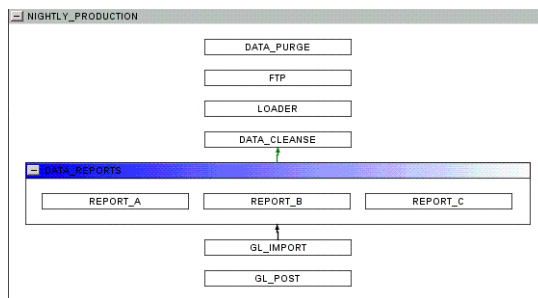 NIGHTLY_PRODUCTION
DATA_PURGE
FTP
LOADER
DATA_CLEANSE
DATA_REPORTS
REPORT_A REPORT_B REPORT_C
GL_IMPORT
GL_POST